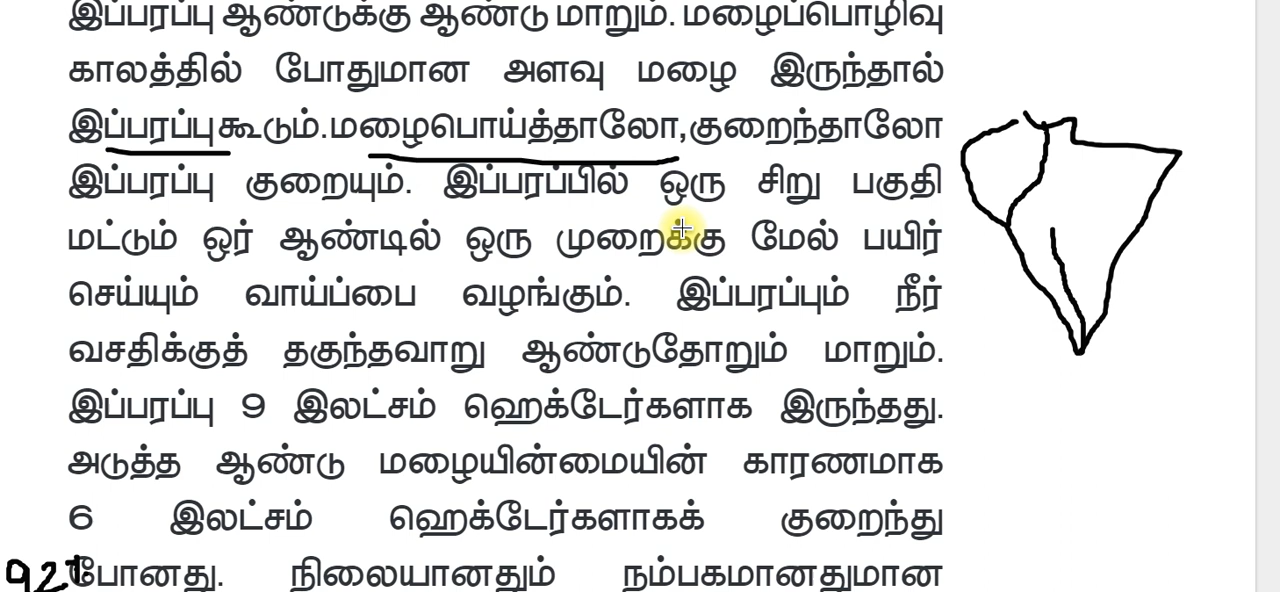 இப்பரப்பு ஆண்டுக்கு ஆண்டு மாறும். மழைப்பொழிவு
காலத்தில் போதுமான அளவு மழை இருந்தால்
இப்பரப்புகூடும்.மழைபொய்த்தாலோ,குறைந்தாலோ
இப்பரப்பு குறையும். இப்பரப்பில் ஒரு சிறு பகுதி
மட்டும் ஒர் ஆண்டில் ஒரு முறைக்கு மேல் பயிர்
செய்யும் வாய்ப்பை வழங்கும். இப்பரப்பும் நீர்
வசதிக்குத் தகுந்தவாறு ஆண்டுதோறும் மாறும்.
இப்பரப்பு 9 இலட்சம் ஹெக்டேர்களாக இருந்தது.
அடுத்த ஆண்டு மழையின்மையின் காரணமாக
6 இலட்சம் ஹெக்டேர்களாகக் குறைந்து
போனது. நிலையானதும் நம்பகமானதுமான